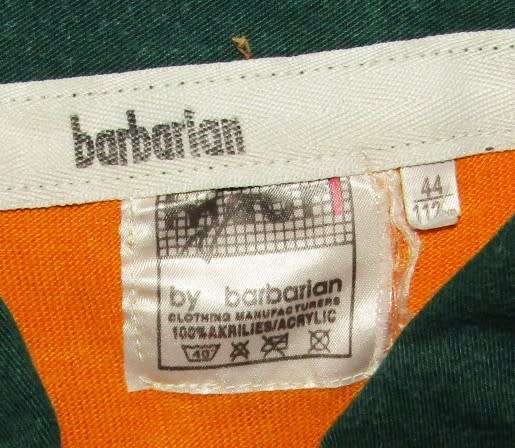 barbarian
44
112
by barbarian
CLOTHING MANUFACTURERS
100%AKRILIES/ACRYLIC
40